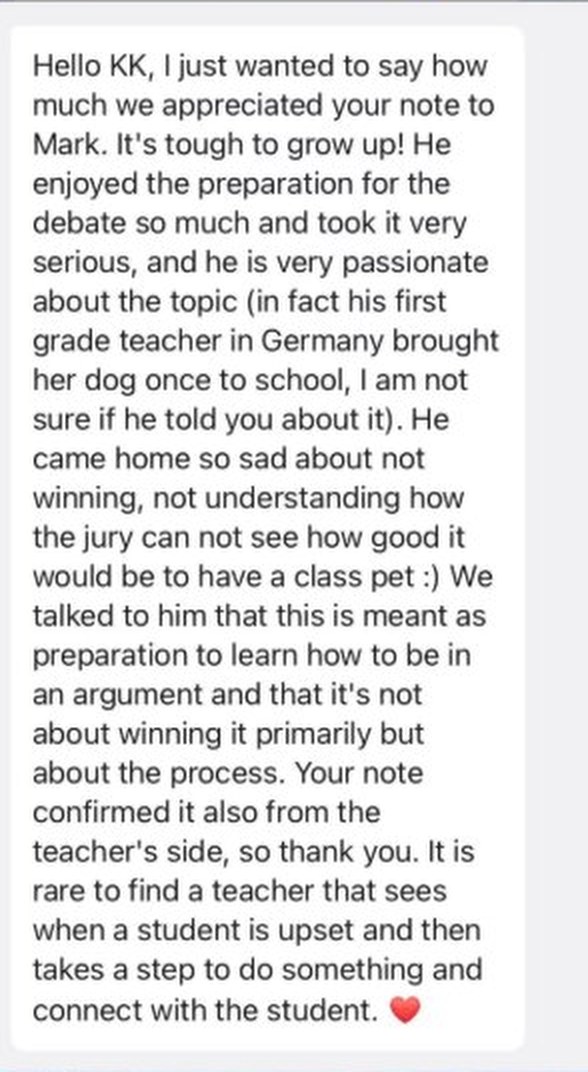 Hello KK, I just wanted to say how
much we appreciated your note to
Mark. It's tough to grow up! He
enjoyed the preparation for the
debate so much and took it very
serious, and he is very passionate
about the topic (in fact his first
grade teacher in Germany brought
her dog once to school, I am not
sure if he told you about it). He
came home so sad about not
winning, not understanding how
the jury can not see how good it
would be to have a class pet :) We
talked to him that this is meant as
preparation to learn how to be in
an argument and that it's not
about winning it primarily but
about the process. Your note
confirmed it also from the
teacher's side, so thank you. It is
rare to find a teacher that sees
when a student is upset and then
takes a step to do something and
connect with the student. ❤️